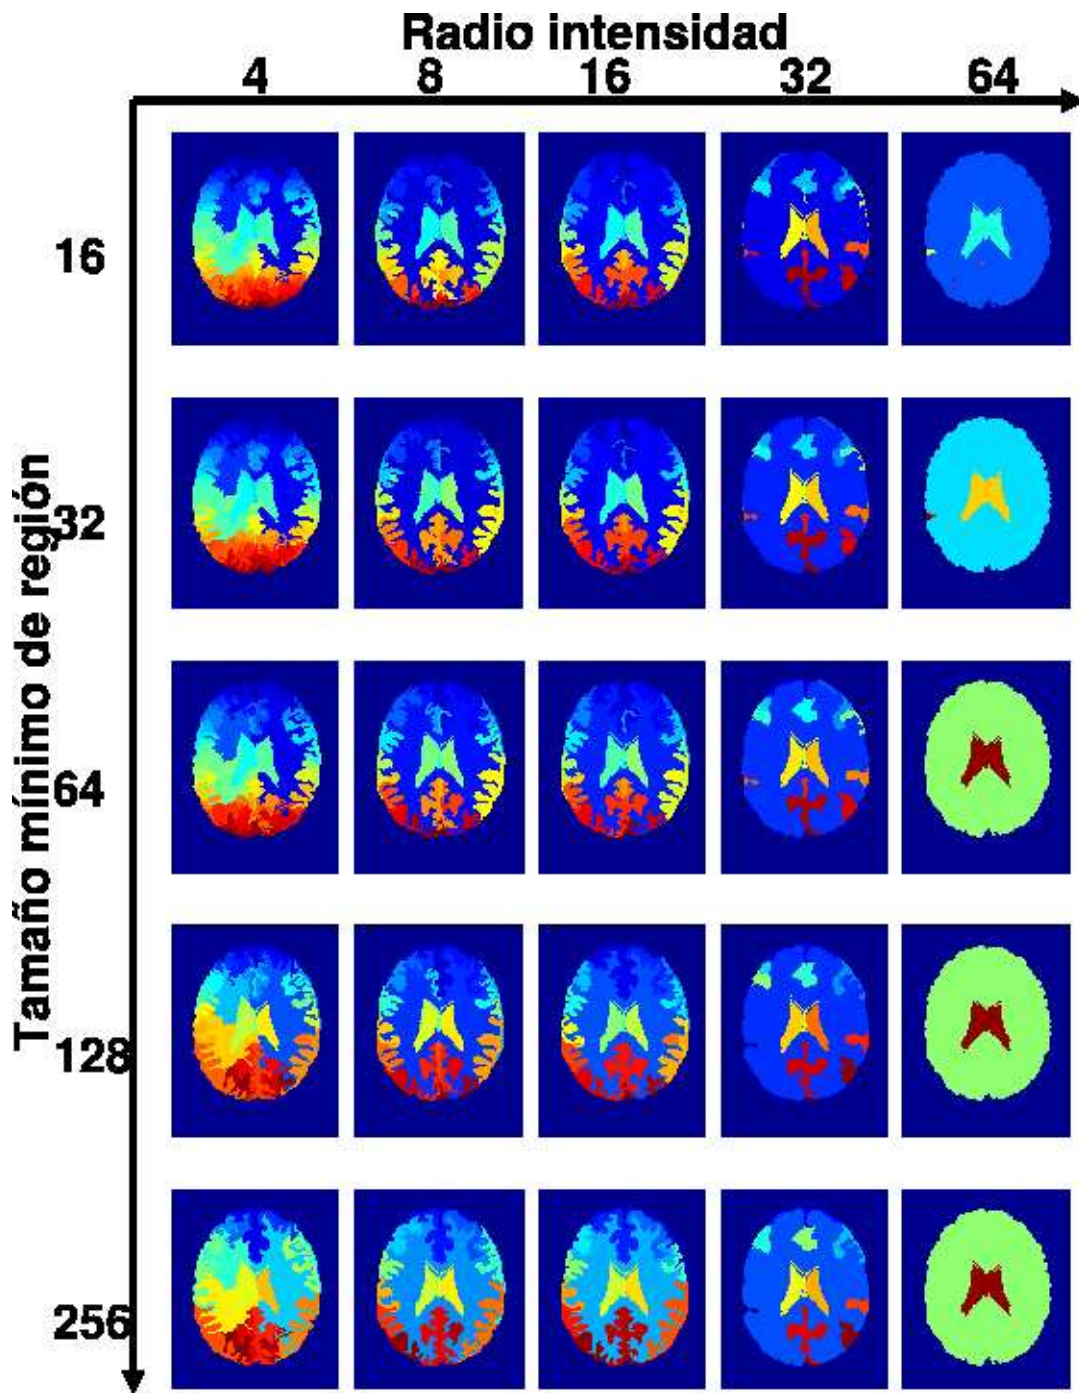 Radio intensidad
4 8 16 32 64
Tamaño mínimo de región
16
32
64
128
256